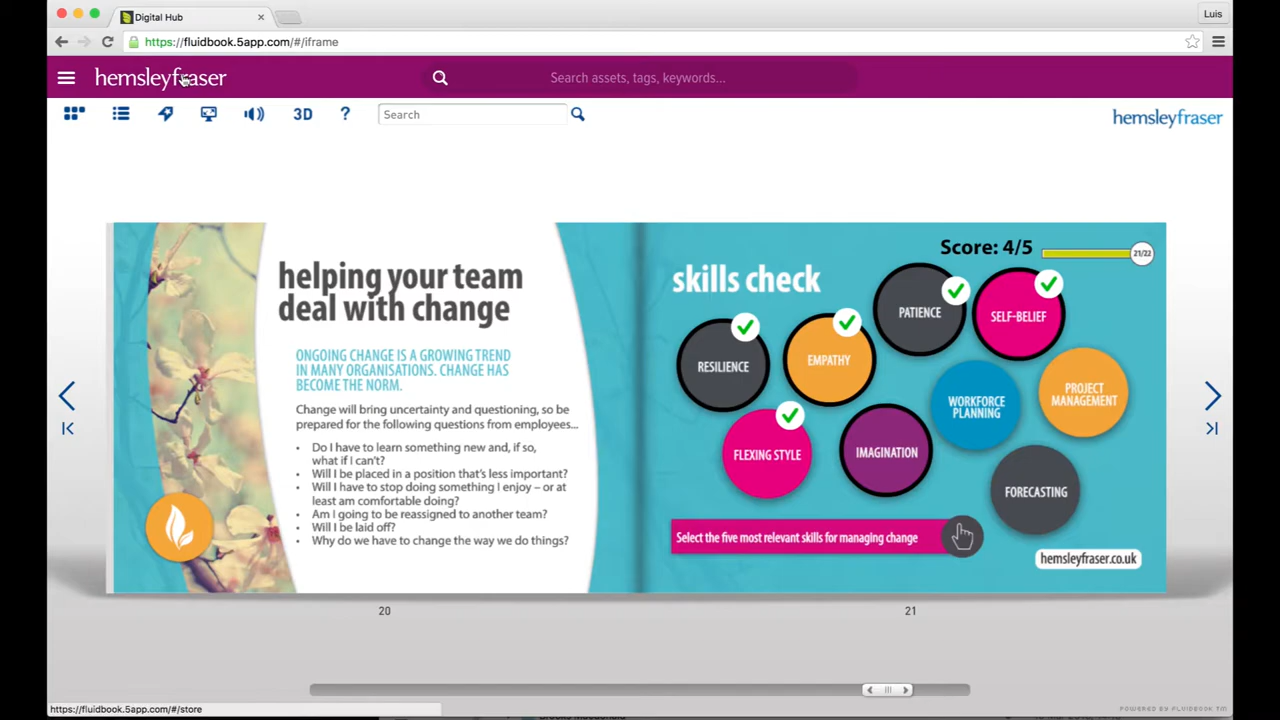 Digital Hub
Luis
https://fluidbook.5app.com/#/iframe
hemsleyfraser
Search assets, tags, keywords...
3D
?
Search
hemsleyfraser
helping your team
deal with change
ONGOING CHANGE IS A GROWING TREND
IN MANY ORGANISATIONS. CHANGE HAS
BECOME THE NORM.
Change will bring uncertainty and questioning, so be
prepared for the following questions from employees...
• Do I have to learn something new and, if so,
what if I can't?
• Will I be placed in a position that's less important?
• Will I have to stop doing something I enjoy – or at
least am comfortable doing?
• Am I going to be reassigned to another team?
• Will I be laid off?
• Why do we have to change the way we do things?
20
Score: 4/5
21/22
skills check
PATIENCE
SELF-BELIEF
RESILIENCE
EMPATHY
WORKFORCE
PLANNING
PROJECT
MANAGEMENT
FLEXING STYLE
IMAGINATION
FORECASTING
Select the five most relevant skills for managing change
hemsleyfraser.co.uk
21
https://fluidbook.5app.com/#/store
POWERED BY FLUIDBOOK TM